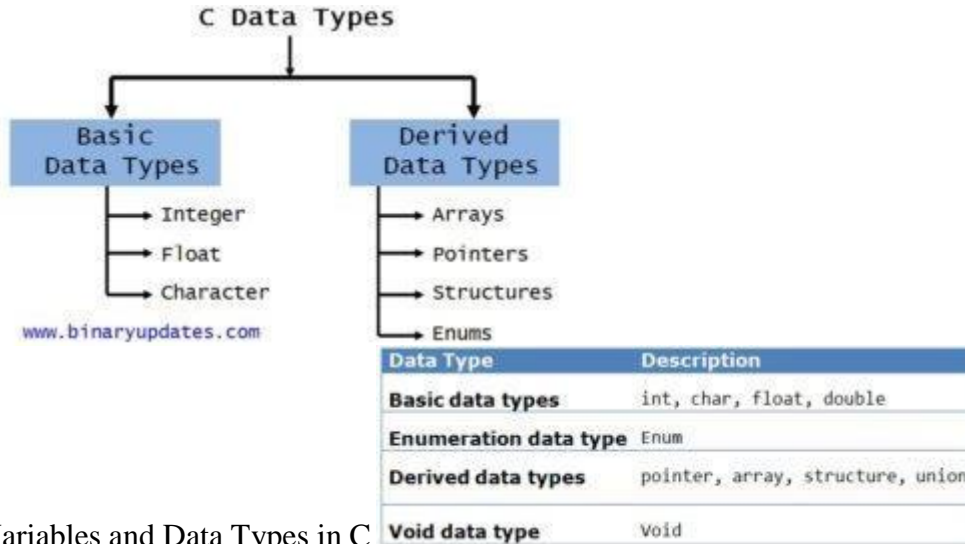 C Data Types
Basic
Data Types
Derived
Data Types
Integer
Float
Character
www.binaryupdates.com
Arrays
Pointers
Structures
Enums
Data Type Description
Basic data types int, char, float, double
Enumeration data type Enum
Derived data types pointer, array, structure, union
Void data type Void
and Data Types in C